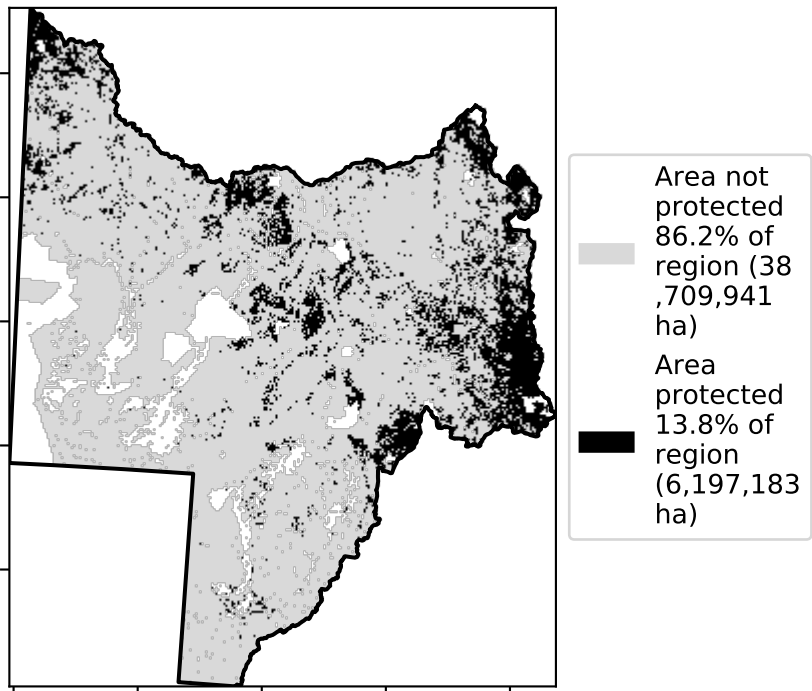 Area not
protected
86.2% of
region (38
,709,941
ha)
Area
protected
13.8% of
region
(6,197,183
ha)